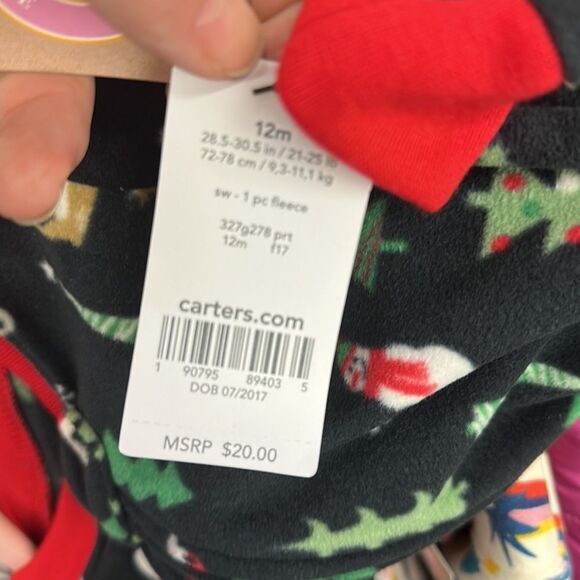 12m
28.5-30.5 in / 21-25 lb
72-78 cm / 9,3-11,1 kg
sw - 1 pc fleece
327g278 prt
12m f17
carters.com
1 90795 89403 5
DOB 07/2017
MSRP $20.00